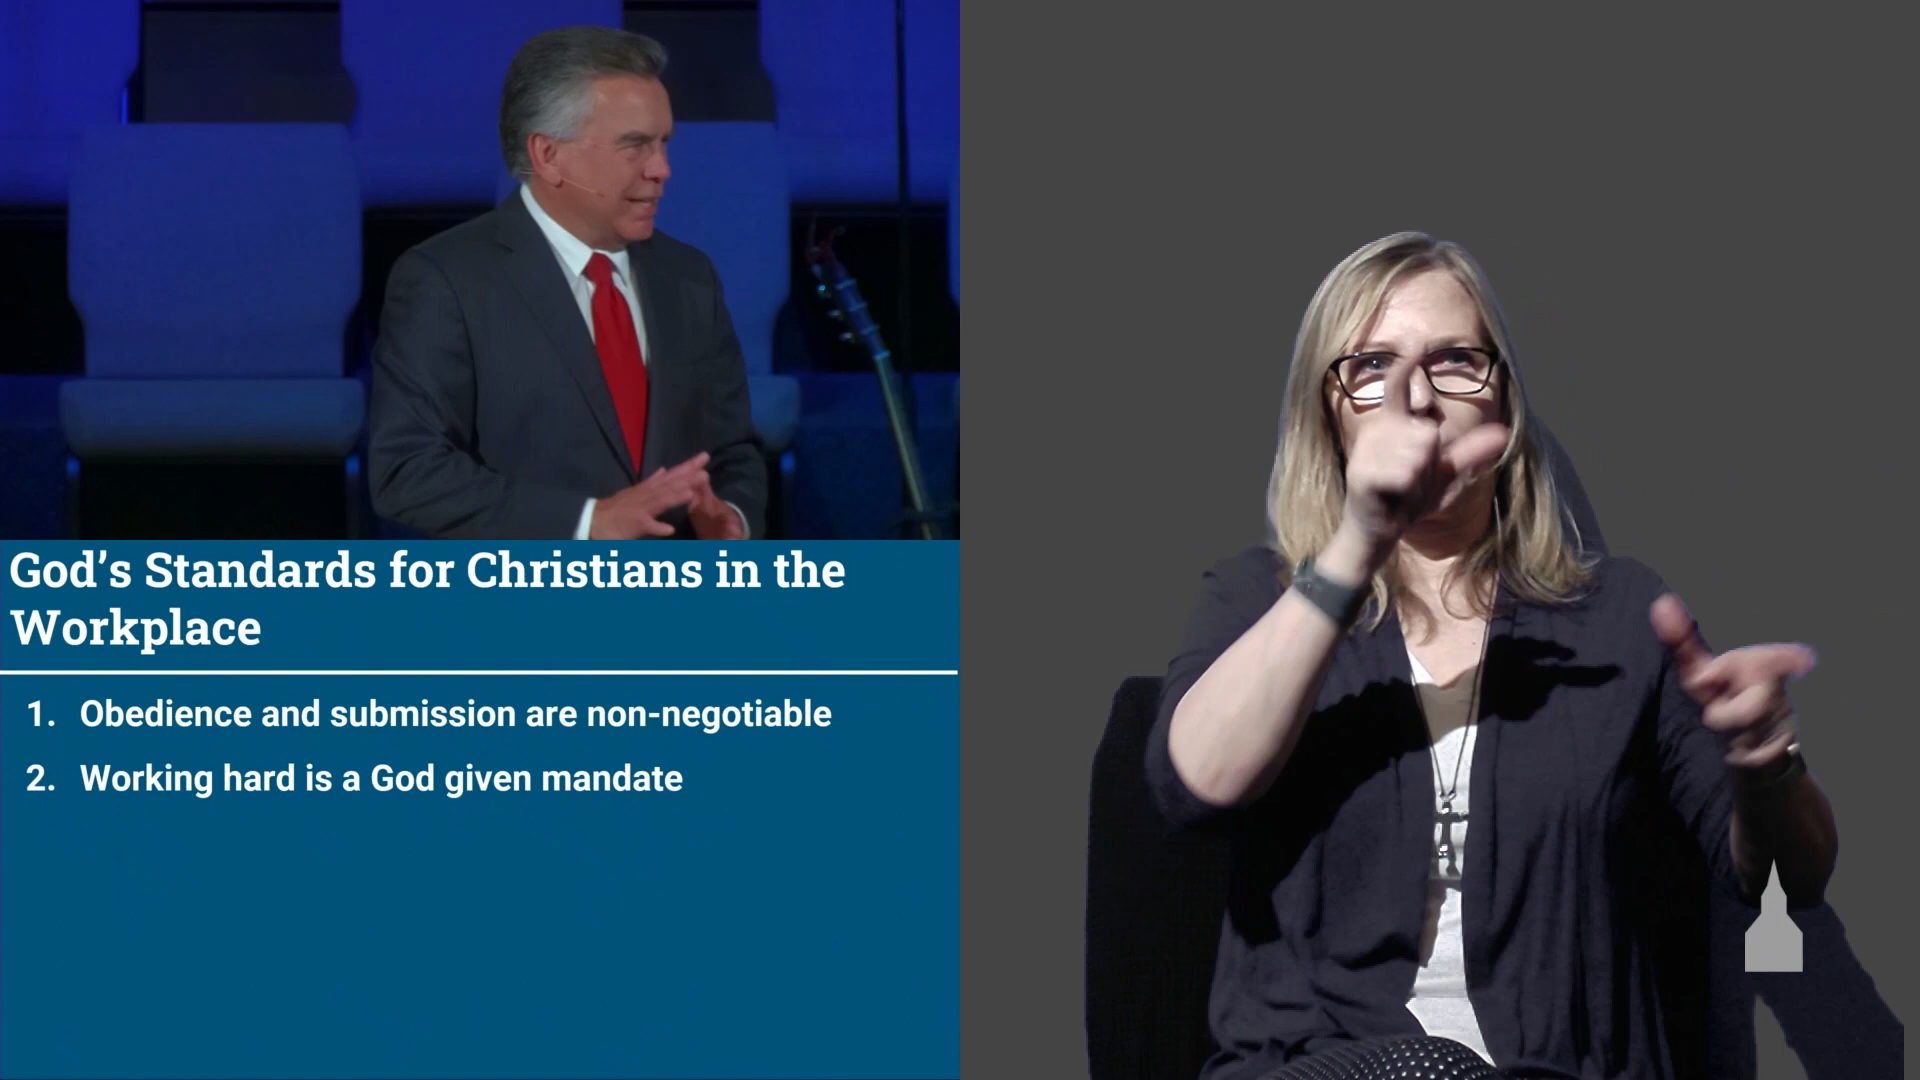 God’s Standards for Christians in the
Workplace
1. Obedience and submission are non-negotiable
2. Working hard is a God given mandate